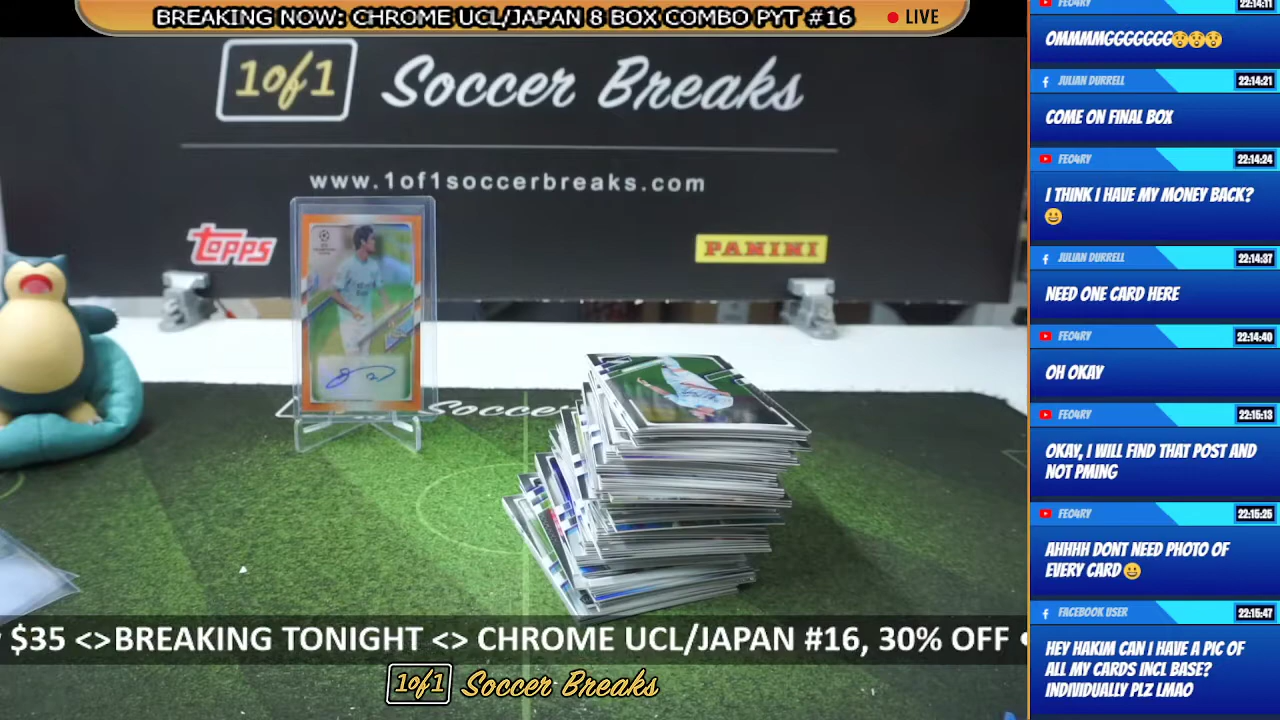 BREAKING NOW: CHROME UCL/JAPAN 8 BOX COMBO PYT #16
LIVE
1of1 Soccer Breaks
www.1of1soccerbreaks.com
topps
PANINI
Soccer
$35 <>BREAKING TONIGHT <> CHROME UCL/JAPAN #16, 30% OFF
1of1 Soccer Breaks
FEO4RY 22:14:11
OMMMMGGGGGGG😲😲😲
JULIAN DURRELL 22:14:21
COME ON FINAL BOX
FEO4RY 22:14:24
I THINK I HAVE MY MONEY BACK?
😀
JULIAN DURRELL 22:14:37
NEED ONE CARD HERE
FEO4RY 22:14:40
OH OKAY
FEO4RY 22:15:13
OKAY, I WILL FIND THAT POST AND
NOT PMING
FEO4RY 22:15:25
AHHHH DONT NEED PHOTO OF
EVERY CARD😀
FACEBOOK USER 22:15:47
HEY HAKIM CAN I HAVE A PIC OF
ALL MY CARDS INCL BASE?
INDIVIDUALLY PLZ LMAO